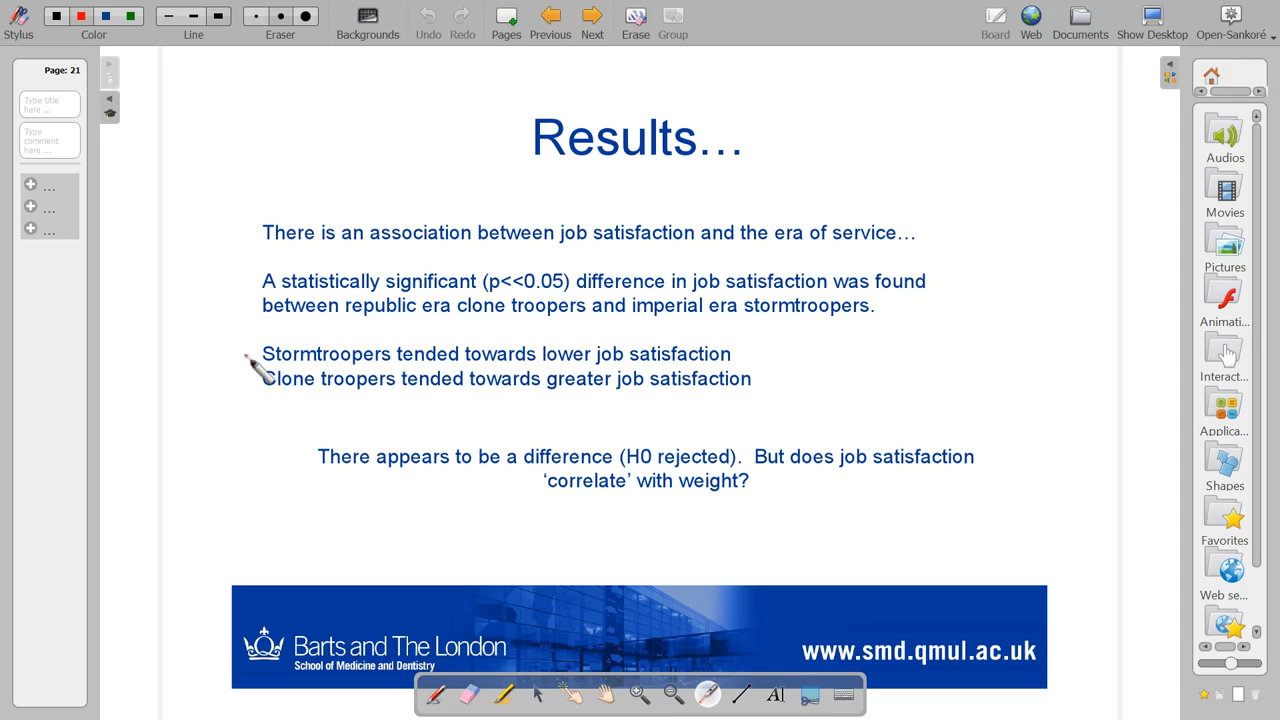 Stylus
Color
Line
Eraser
Backgrounds
Undo
Redo
Pages
Previous
Next
Erase
Group
Board
Web
Documents
Show Desktop
Open-Sankoré
Page: 21
Type title here ...
Type comment here ...
...
...
...
Results…
There is an association between job satisfaction and the era of service…
A statistically significant (p<<0.05) difference in job satisfaction was found
between republic era clone troopers and imperial era stormtroopers.
Stormtroopers tended towards lower job satisfaction
Clone troopers tended towards greater job satisfaction
There appears to be a difference (H0 rejected).  But does job satisfaction
‘correlate’ with weight?
Barts and The London
School of Medicine and Dentistry
www.smd.qmul.ac.uk
Audios
Movies
Pictures
Animati...
Interact...
Applica...
Shapes
Favorites
Web se...